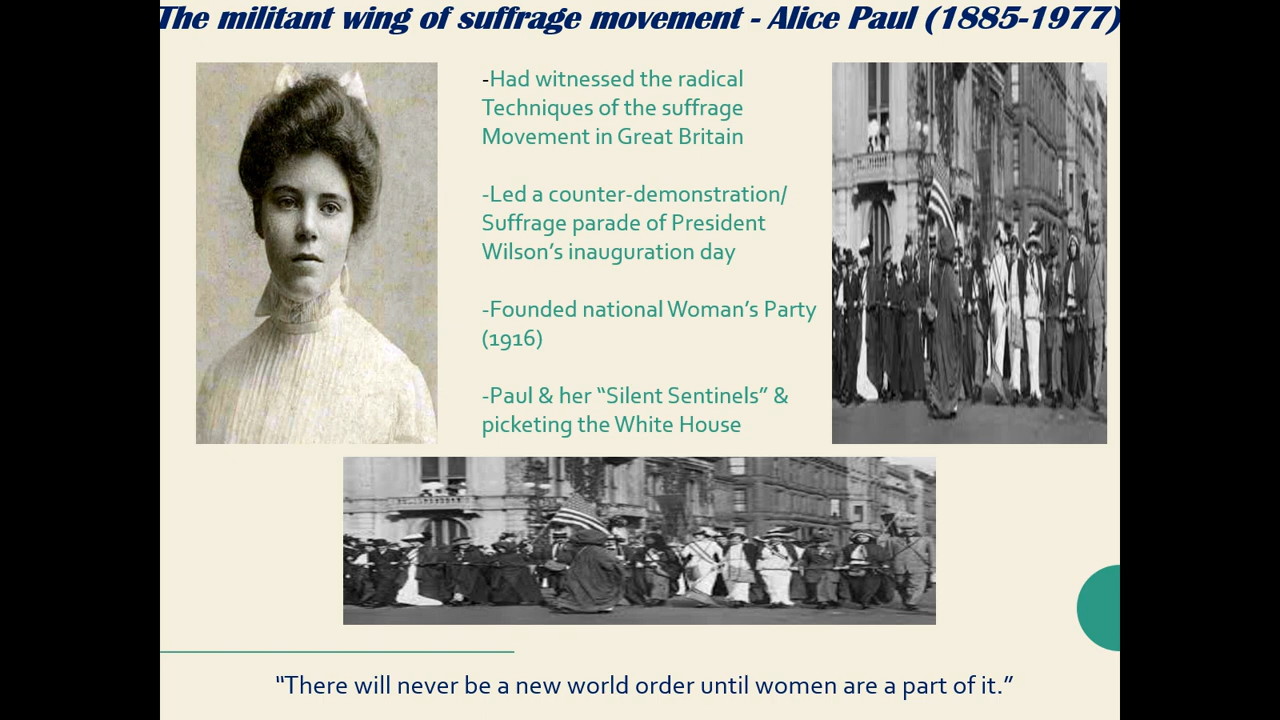 The militant wing of suffrage movement - Alice Paul (1885-1977)
-Had witnessed the radical
Techniques of the suffrage
Movement in Great Britain
-Led a counter-demonstration/
Suffrage parade of President
Wilson’s inauguration day
-Founded national Woman’s Party
(1916)
-Paul & her “Silent Sentinels” &
picketing the White House
“There will never be a new world order until women are a part of it.”